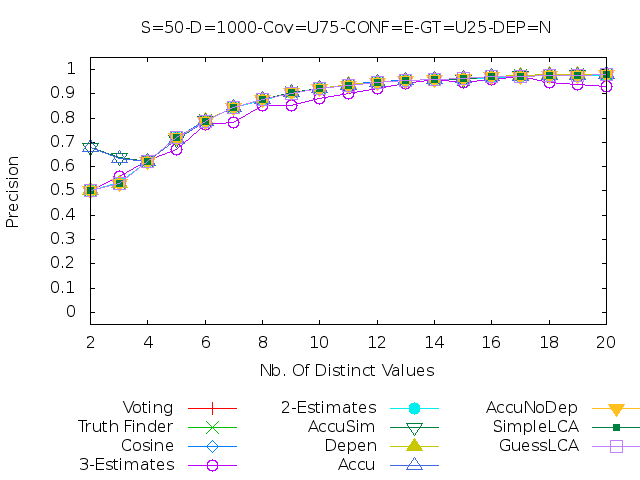 S=50-D=1000-Cov=U75-CONF=E-GT=U25-DEP=N
1
0.9
0.8
0.7
0.6
0.5
0.4
0.3
0.2
0.1
0
Precision
2 4 6 8 10 12 14 16 18 20
Nb. Of Distinct Values
Voting 2-Estimates AccuNoDep
Truth Finder AccuSim SimpleLCA
Cosine Depen GuessLCA
3-Estimates Accu